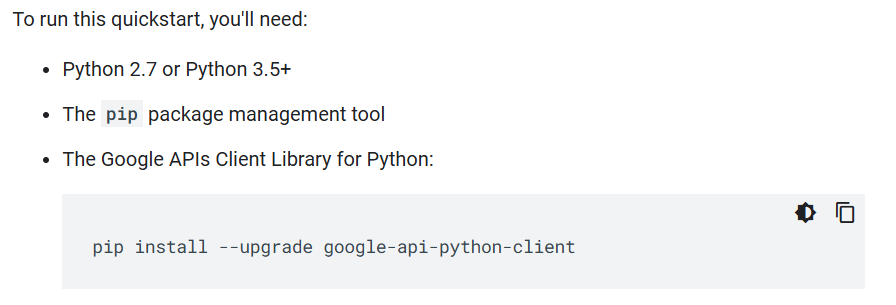 To run this quickstart, you'll need:
• Python 2.7 or Python 3.5+
• The pip package management tool
• The Google APIs Client Library for Python:
pip install --upgrade google-api-python-client